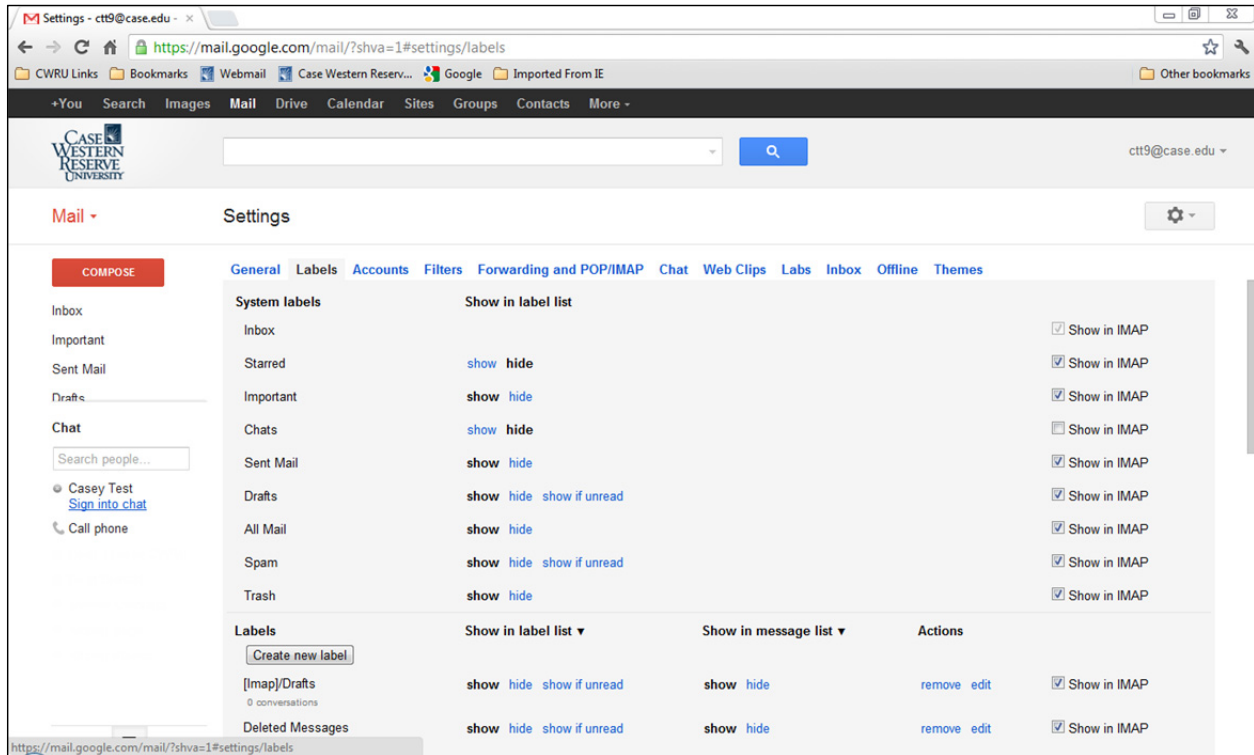 Settings - ctt9@case.edu -
https://mail.google.com/mail/?shva=1#settings/labels
CWRU Links Bookmarks Webmail Case Western Reserv... Google Imported From IE Other bookmarks
+You Search Images Mail Drive Calendar Sites Groups Contacts More
CASE
WESTERN
RESERVE
UNIVERSITY
ctt9@case.edu
Mail Settings
COMPOSE
General Labels Accounts Filters Forwarding and POP/IMAP Chat Web Clips Labs Inbox Offline Themes
Inbox
Important
Sent Mail
Drafts
Chat
Search people...
Casey Test
Sign into chat
Call phone
System labels Show in label list
Inbox Show in IMAP
Starred show hide Show in IMAP
Important show hide Show in IMAP
Chats show hide Show in IMAP
Sent Mail show hide Show in IMAP
Drafts show hide show if unread Show in IMAP
All Mail show hide Show in IMAP
Spam show hide show if unread Show in IMAP
Trash show hide Show in IMAP
Labels Show in label list ▼ Show in message list ▼ Actions
Create new label
[Imap]/Drafts show hide show if unread show hide remove edit Show in IMAP
0 conversations
Deleted Messages show hide show if unread show hide remove edit Show in IMAP
https://mail.google.com/mail/?shva=1#settings/labels